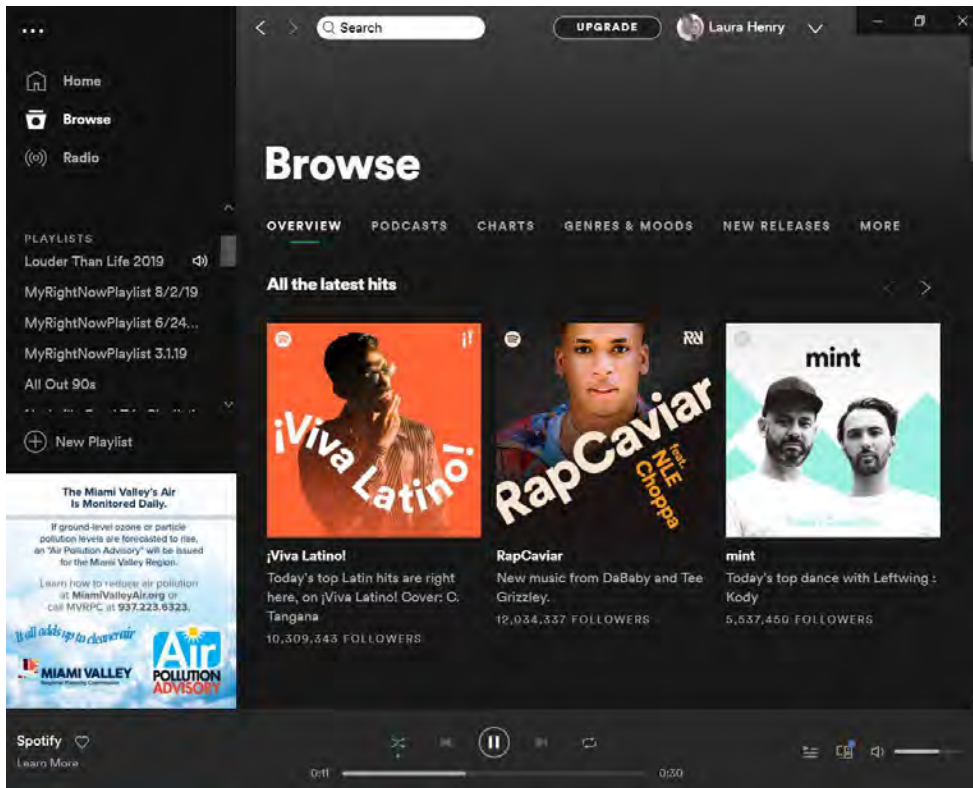 ...
Search
UPGRADE
Laura Henry
Home
Browse
Radio
PLAYLISTS
Louder Than Life 2019
MyRightNowPlaylist 8/2/19
MyRightNowPlaylist 6/24...
MyRightNowPlaylist 3.1.19
All Out 90s
New Playlist
The Miami Valley's Air
Is Monitored Daily.
If ground-level ozone or particle
pollution levels are forecasted to rise,
an "Air Pollution Advisory" will be issued
for the Miami Valley Region.
Learn how to reduce air pollution
at MiamiValleyAir.org or
call MVRPC at 937.223.6323.
It all adds up to cleaner air
MIAMI VALLEY
Regional Planning Commission
Air
POLLUTION
ADVISORY
Browse
OVERVIEW PODCASTS CHARTS GENRES & MOODS NEW RELEASES MORE
All the latest hits
¡Viva Latino!
RapCaviar
feat.
NLE
Choppa
mint
¡Viva Latino!
Today's top Latin hits are right
here, on ¡Viva Latino! Cover: C.
Tangana
10,309,343 FOLLOWERS
RapCaviar
New music from DaBaby and Tee
Grizzley.
12,034,337 FOLLOWERS
mint
Today's top dance with Leftwing :
Kody
5,537,450 FOLLOWERS
Spotify
Learn More
0:11
0:30